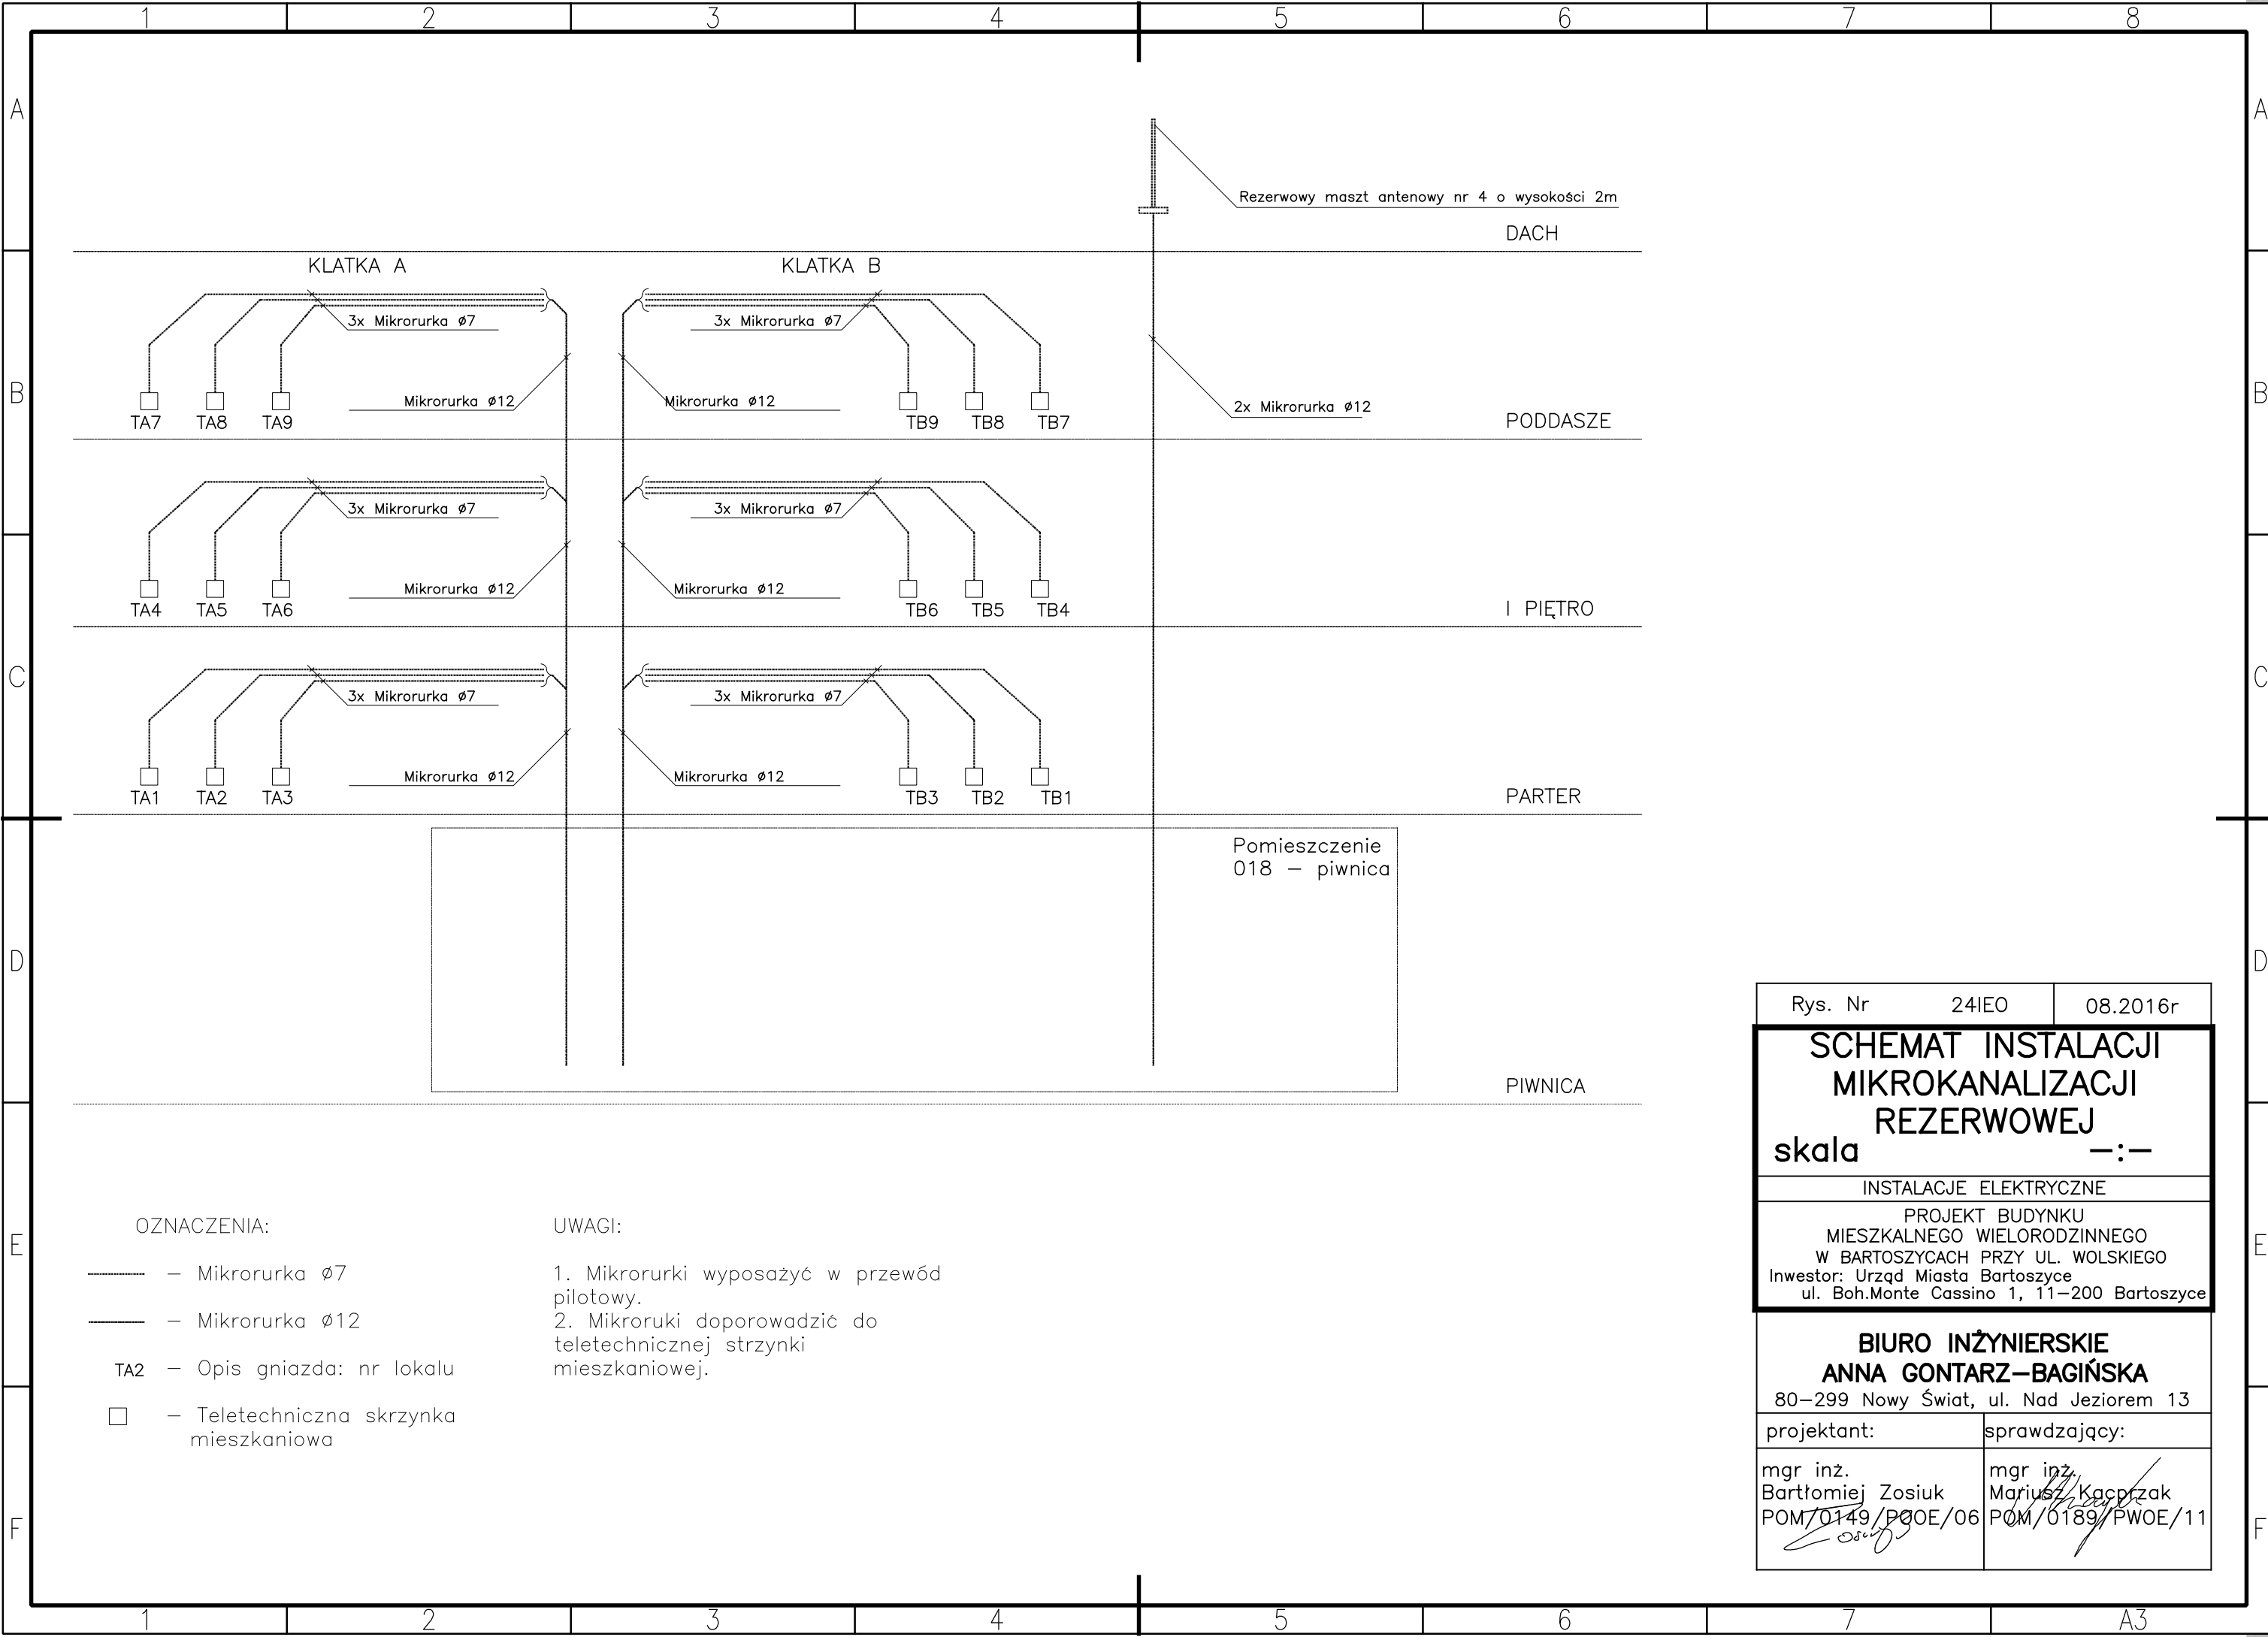 1 2 3 4 5 6 7 8
A A
Rezerwowy maszt antenowy nr 4 o wysokości 2m
DACH
KLATKA A KLATKA B
3x Mikrorurka ø7 3x Mikrorurka ø7
B B
Mikrorurka ø12 Mikrorurka ø12 2x Mikrorurka ø12
TA7 TA8 TA9 TB9 TB8 TB7 PODDASZE
3x Mikrorurka ø7 3x Mikrorurka ø7
Mikrorurka ø12 Mikrorurka ø12
TA4 TA5 TA6 TB6 TB5 TB4 I PIĘTRO
C C
3x Mikrorurka ø7 3x Mikrorurka ø7
Mikrorurka ø12 Mikrorurka ø12
TA1 TA2 TA3 TB3 TB2 TB1 PARTER
Pomieszczenie
018 – piwnica
D D
PIWNICA
OZNACZENIA:
– Mikrorurka ø7
– Mikrorurka ø12
TA2 – Opis gniazda: nr lokalu
– Teletechniczna skrzynka
mieszkaniowa
UWAGI:
1. Mikrorurki wyposażyć w przewód
pilotowy.
2. Mikroruki doporowadzić do
teletechnicznej strzynki
mieszkaniowej.
E E
Rys. Nr 24IEO 08.2016r
SCHEMAT INSTALACJI
MIKROKANALIZACJI
REZERWOWEJ
skala –:–
INSTALACJE ELEKTRYCZNE
PROJEKT BUDYNKU
MIESZKALNEGO WIELORODZINNEGO
W BARTOSZYCACH PRZY UL. WOLSKIEGO
Inwestor: Urząd Miasta Bartoszyce
ul. Boh.Monte Cassino 1, 11–200 Bartoszyce
BIURO INŻYNIERSKIE
ANNA GONTARZ–BAGIŃSKA
80–299 Nowy Świat, ul. Nad Jeziorem 13
projektant: sprawdzający:
mgr inż. mgr inż.
Bartłomiej Zosiuk Mariusz Kacprzak
POM/0149/POOE/06 POM/0189/PWOE/11
F F
1 2 3 4 5 6 7 A3